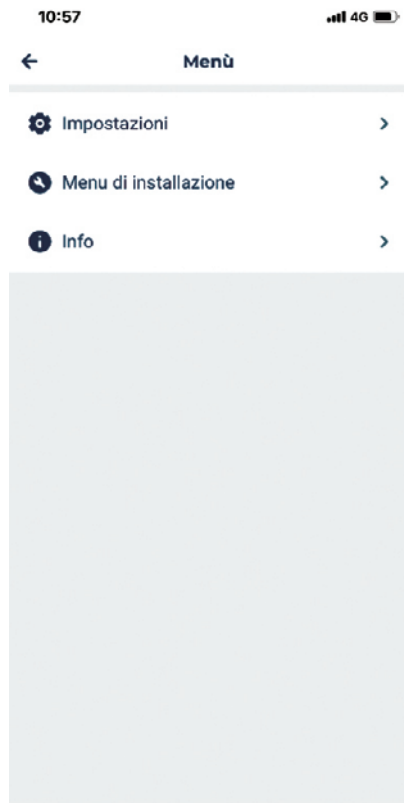 10:57 4G
Menù
Impostazioni
Menu di installazione
Info